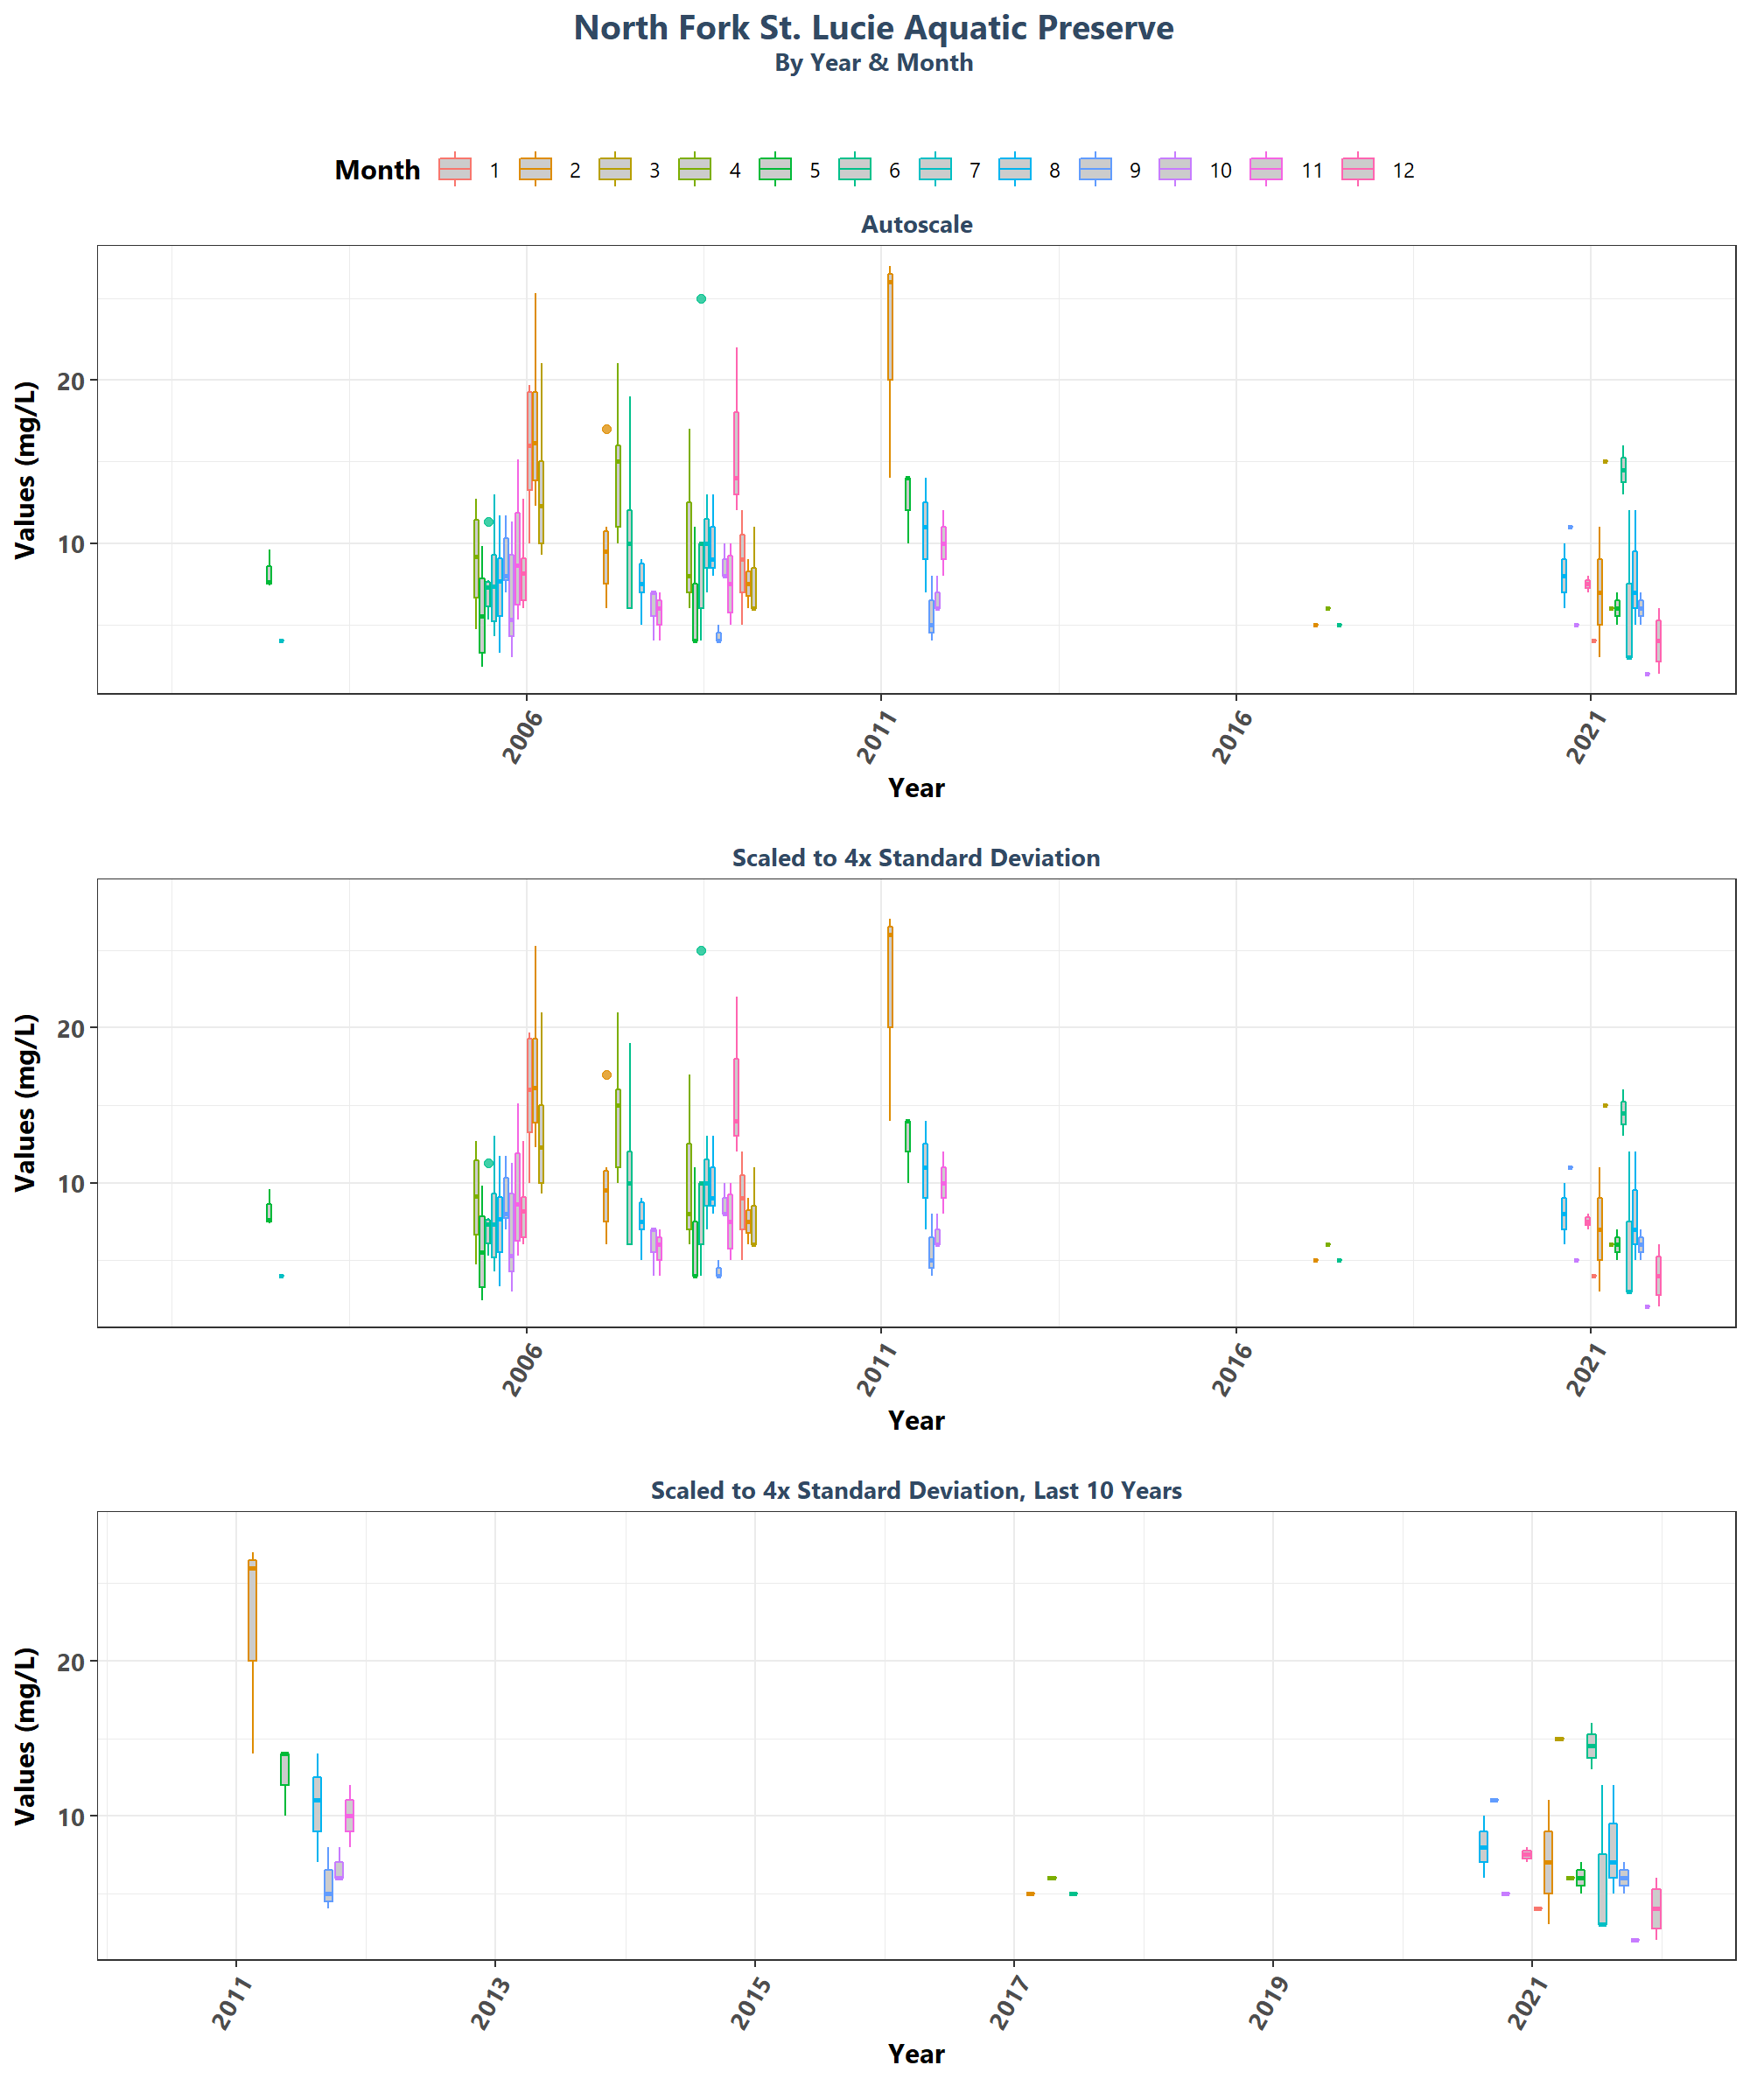 North Fork St. Lucie Aquatic Preserve
By Year & Month
Month 1 2 3 4 5 6 7 8 9 10 11 12
Autoscale
Values (mg/L)
20
10
2006 2011 2016 2021
Year
Scaled to 4x Standard Deviation
Values (mg/L)
20
10
2006 2011 2016 2021
Year
Scaled to 4x Standard Deviation, Last 10 Years
Values (mg/L)
20
10
2011 2013 2015 2017 2019 2021
Year